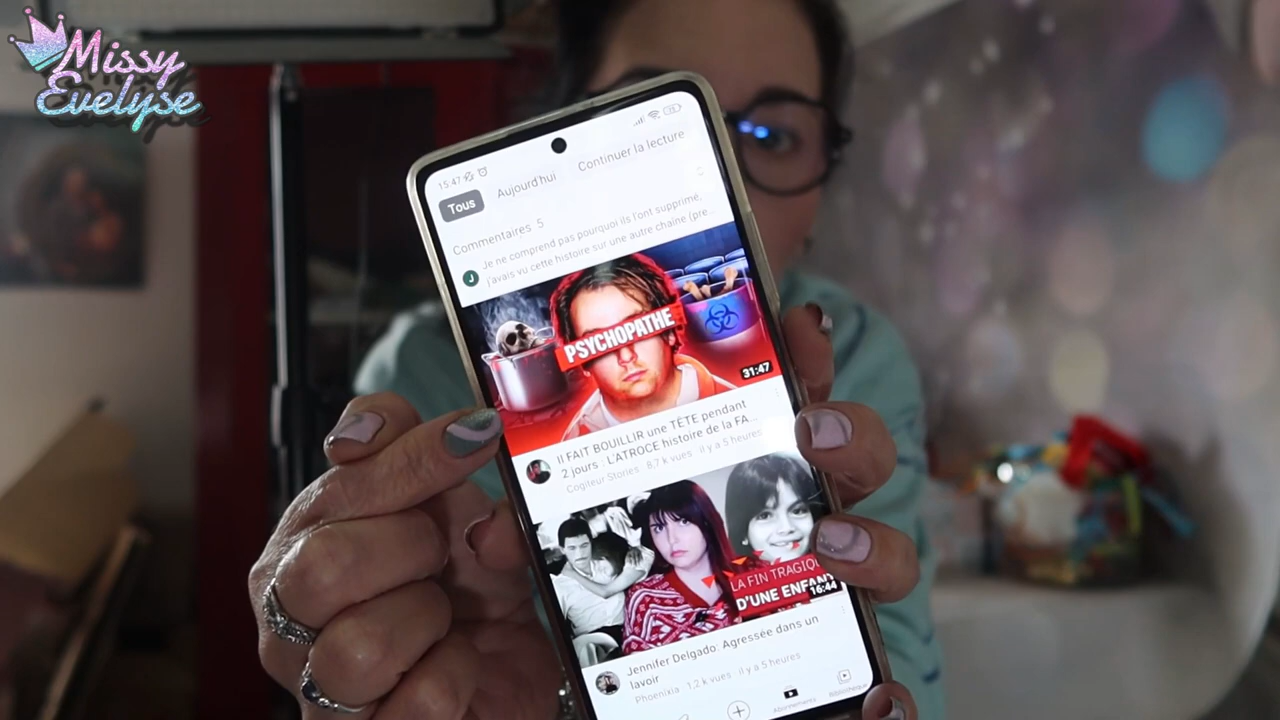 Missy
Evelyse
15:47
Tous
Aujourd'hui
Continuer la lecture
Commentaires 5
J
Je ne comprend pas pourquoi ils l'ont supprimé,
j'avais vu cette histoire sur une autre chaîne (pre...
PSYCHOPATHE
31:47
Il FAIT BOUILLIR une TÊTE pendant
2 jours : L'ATROCE histoire de la FA...
Cogiteur Stories · 8,7 k vues · il y a 5 heures
LA FIN TRAGIQU
D'UNE ENFANT
16:44
Jennifer Delgado: Agressée dans un
lavoir
Phoenixia · 1,2 k vues · il y a 5 heures
Abonnements
Bibliothèque